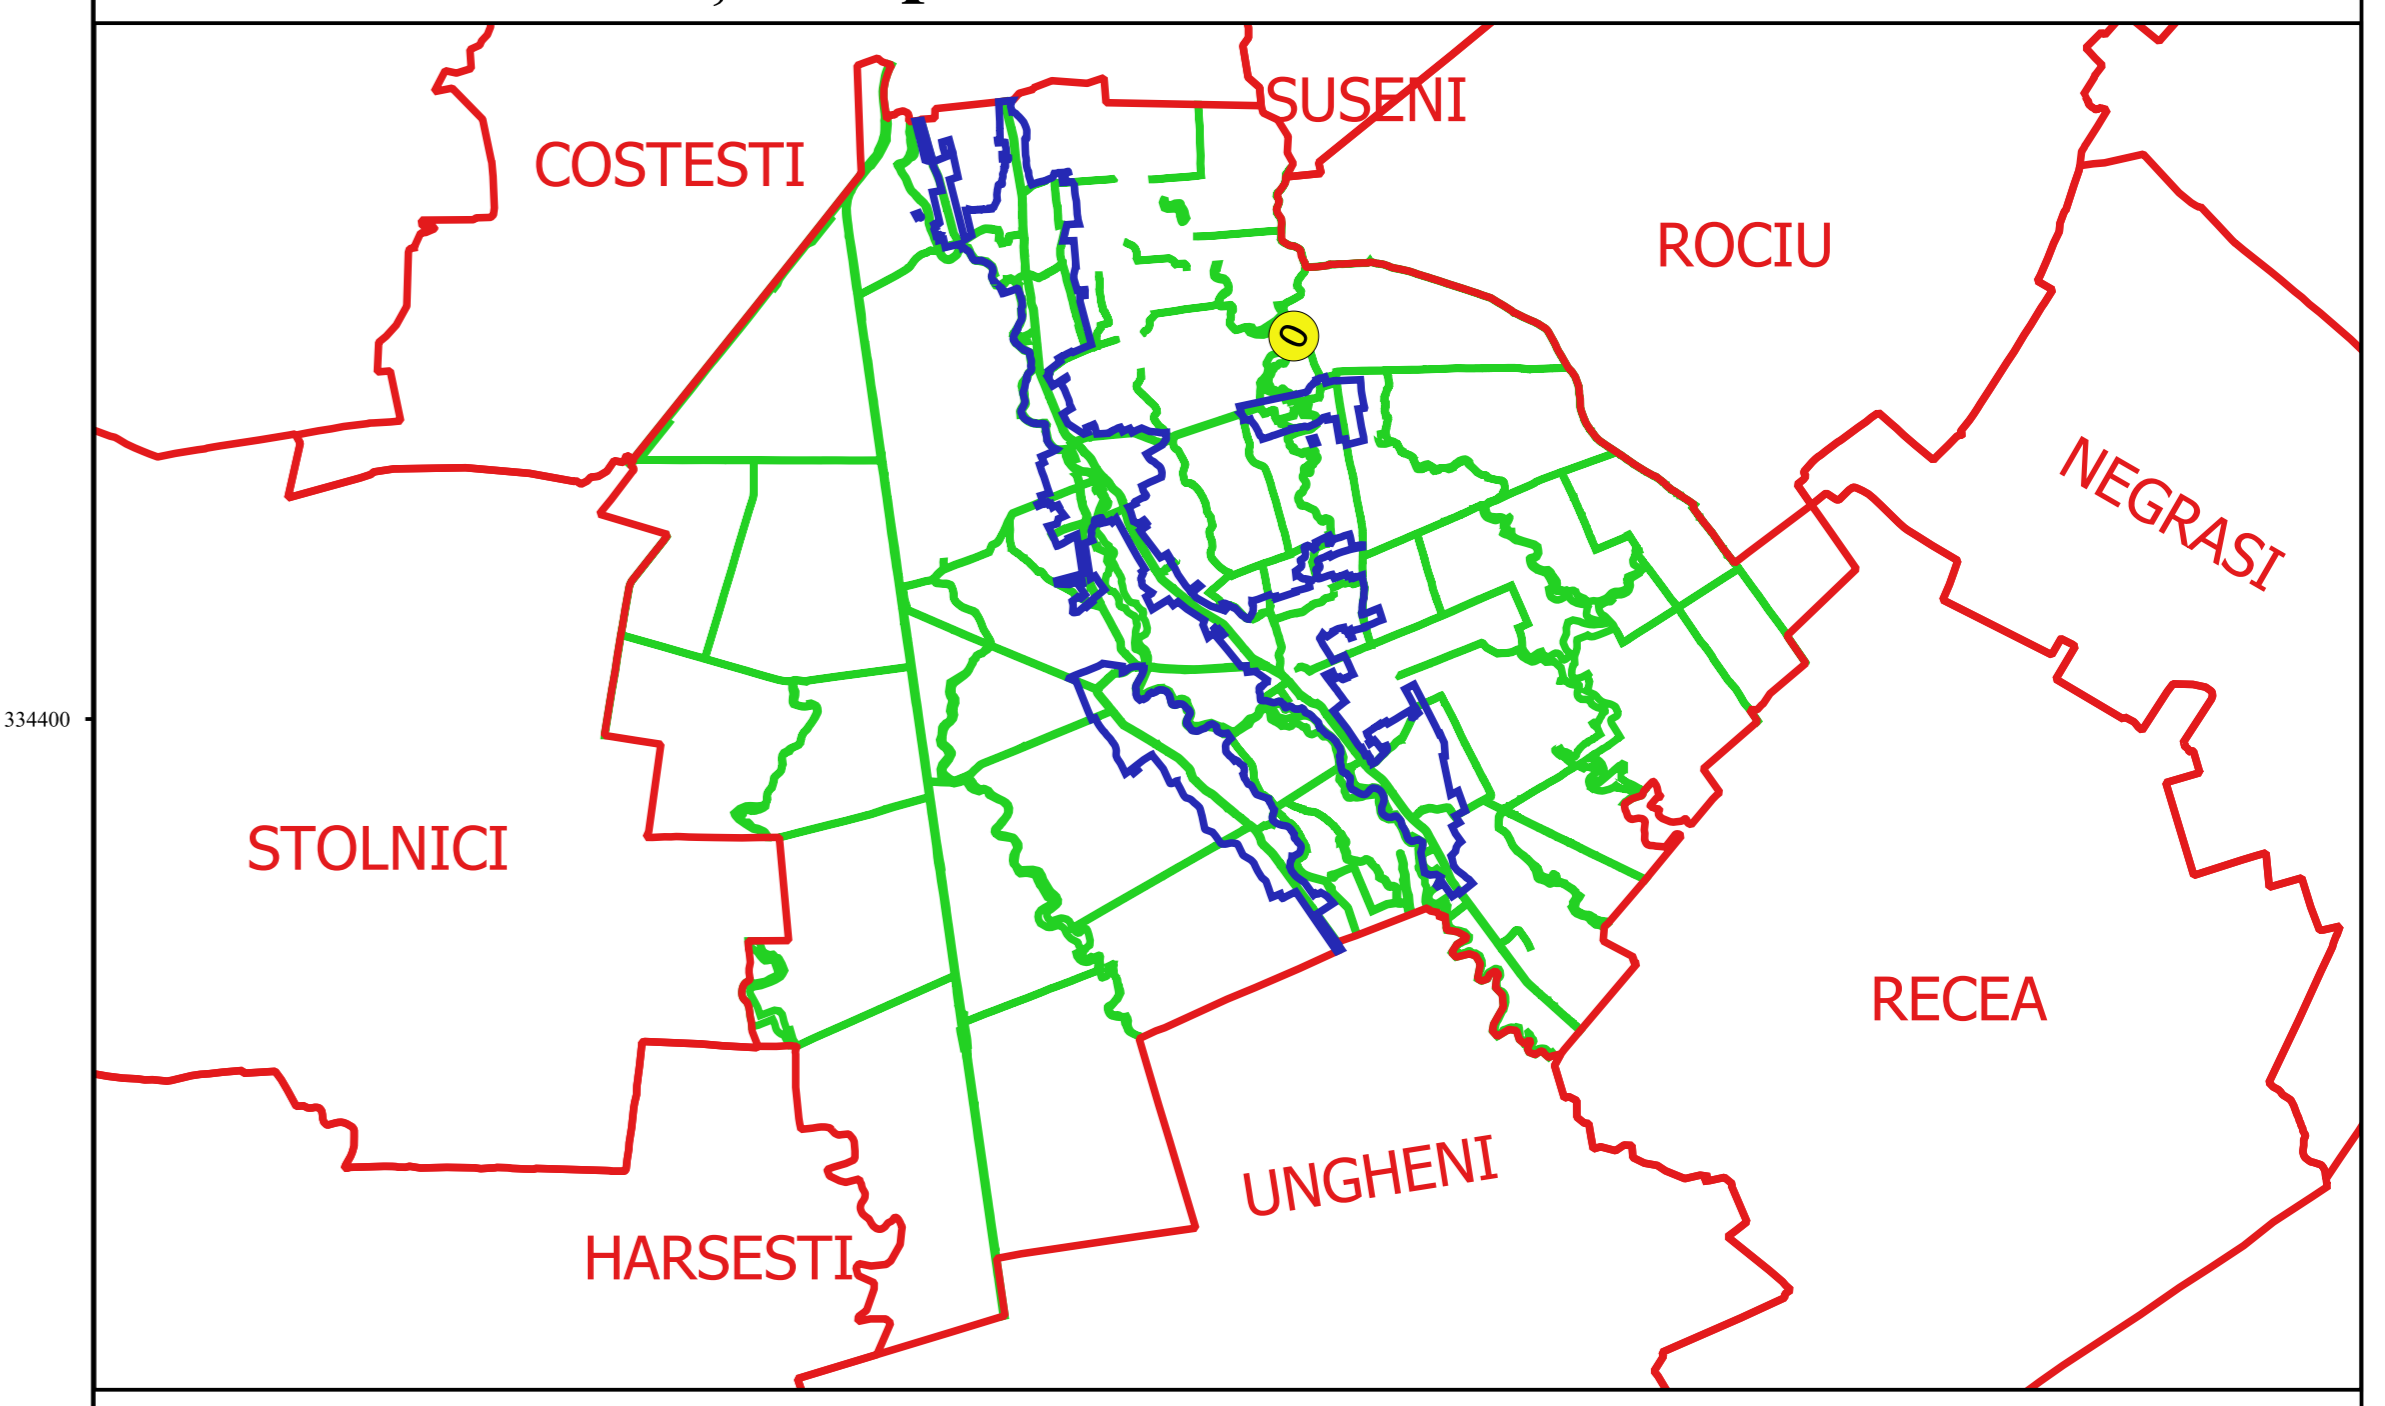 SUSENI
COSTESTI
ROCIU
0
NEGRASI
334400
STOLNICI
RECEA
UNGHENI
HARSESTI